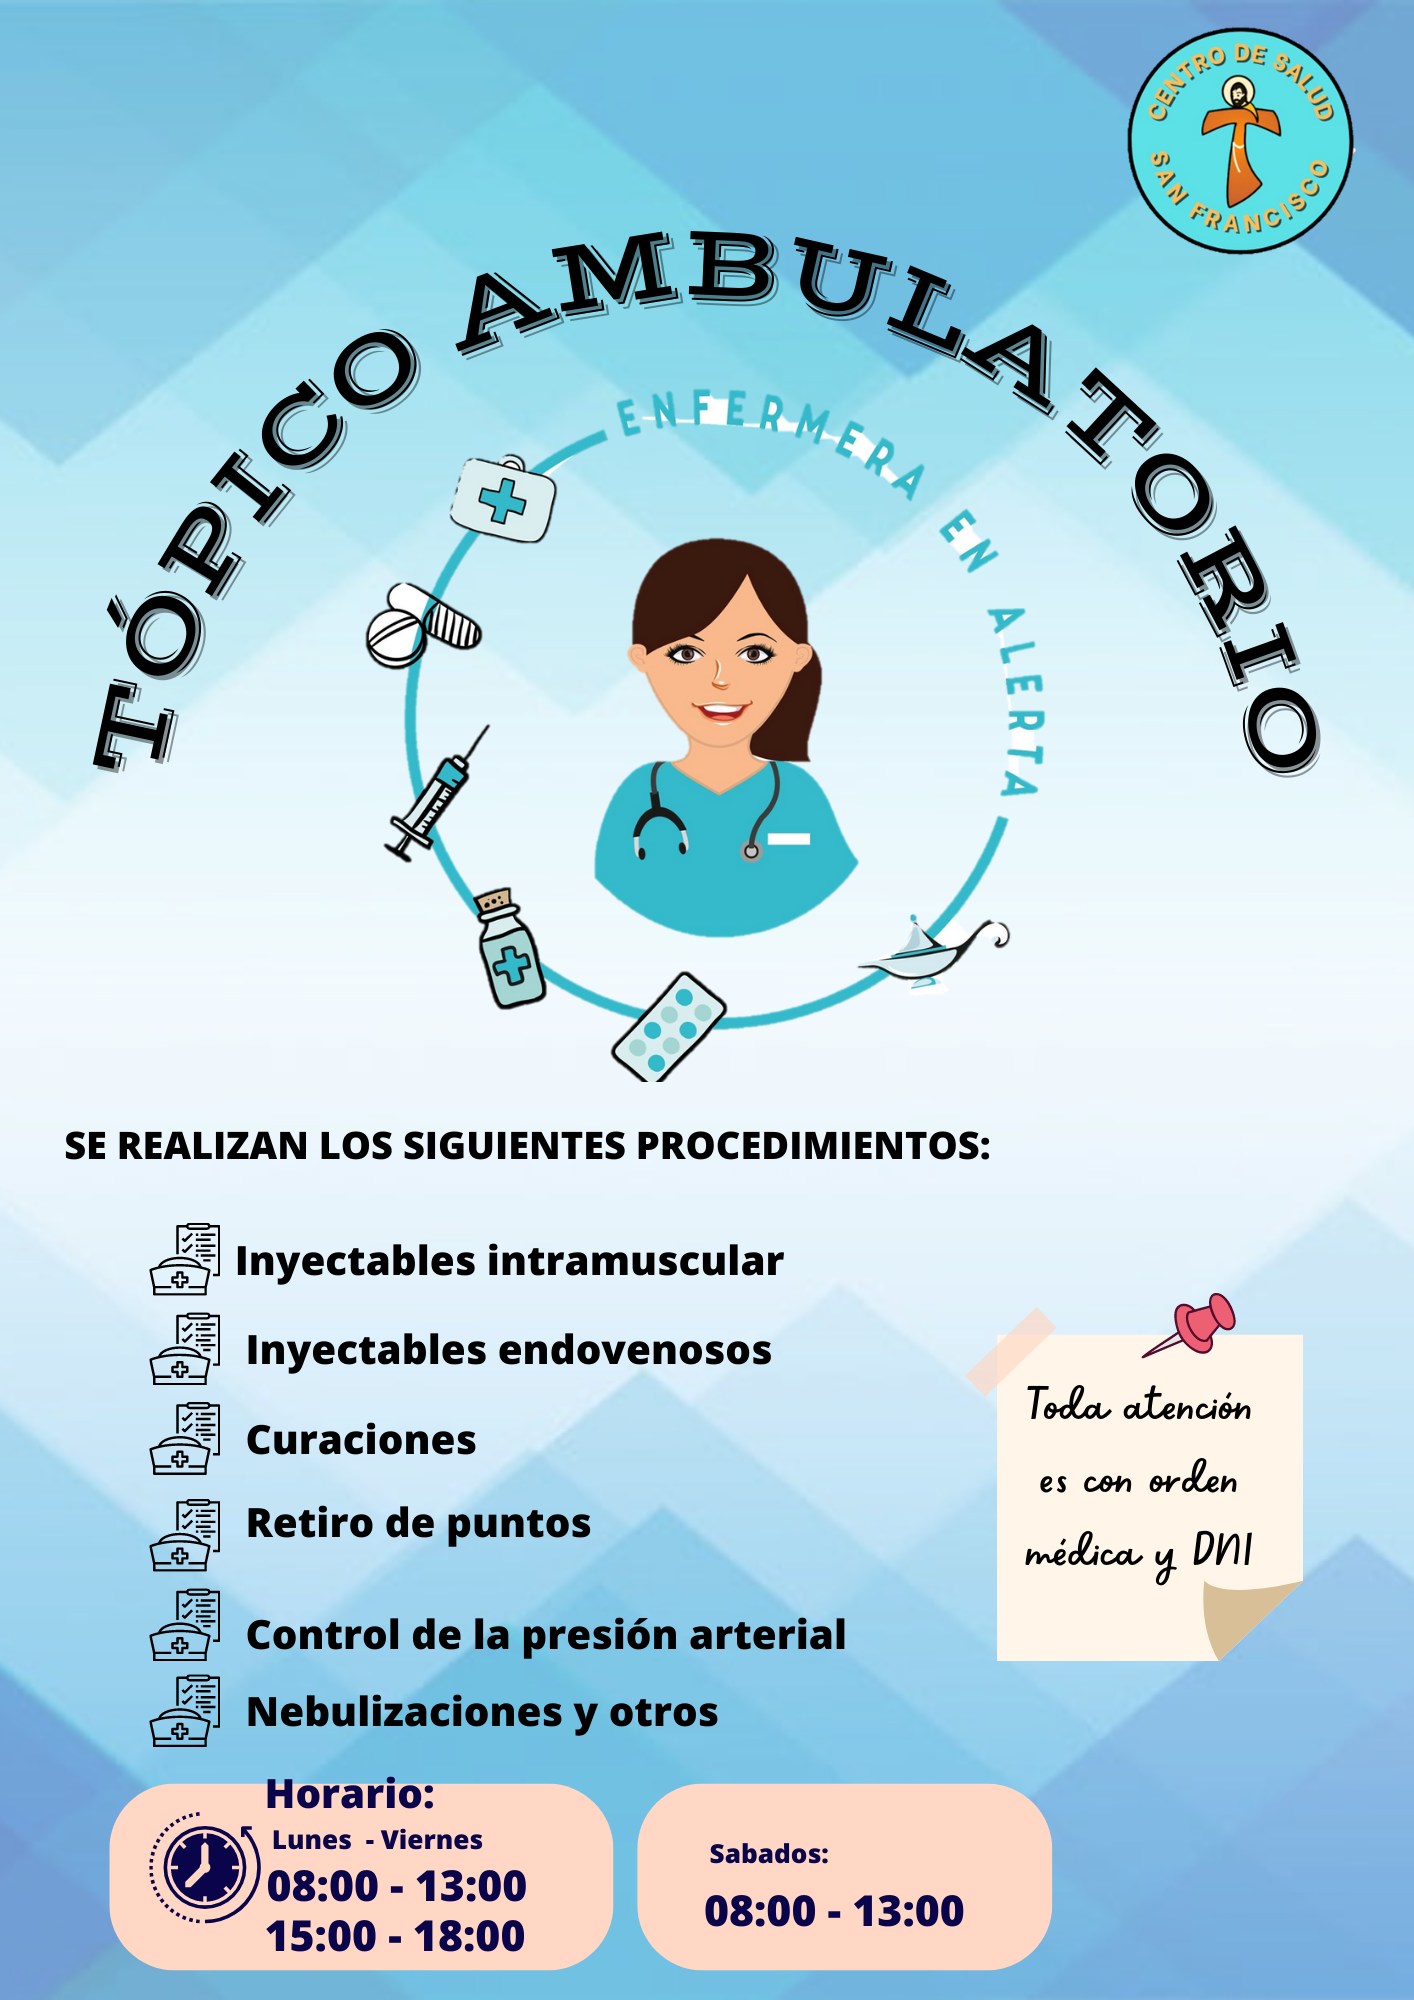 CENTRO DE SALUD
SAN FRANCISCO
TÓPICO AMBULATORIO
ENFERMERA EN ALERTA
SE REALIZAN LOS SIGUIENTES PROCEDIMIENTOS:
Inyectables intramuscular
Inyectables endovenosos
Curaciones
Retiro de puntos
Control de la presión arterial
Nebulizaciones y otros
Toda atención
es con orden
médica y DNI
Horario:
Lunes - Viernes
08:00 - 13:00
15:00 - 18:00
Sabados:
08:00 - 13:00